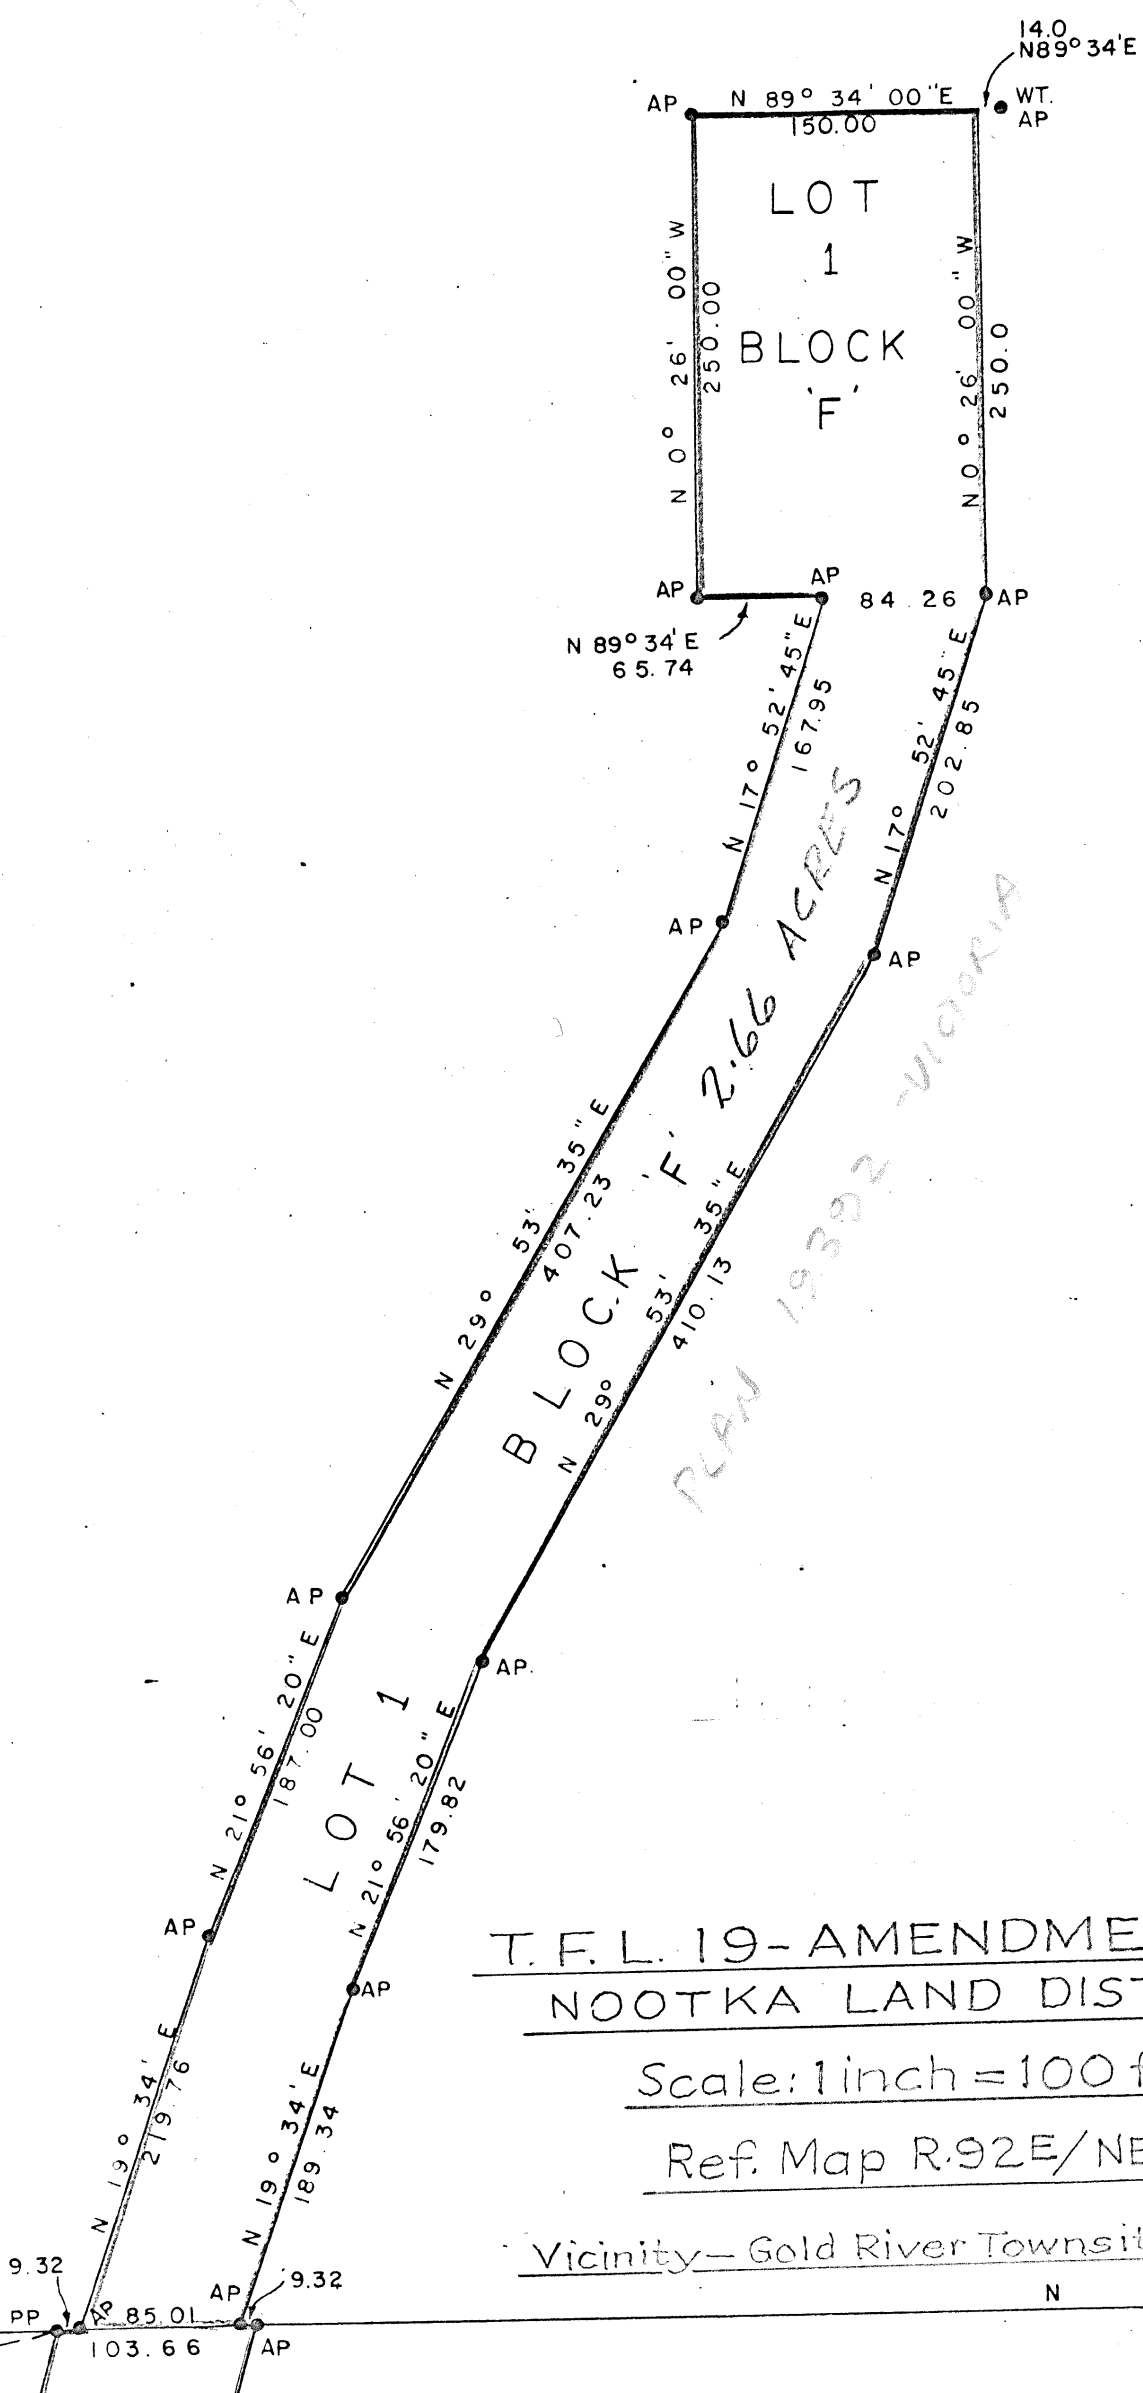 14.0
N89° 34' E
AP
N 89° 34' 00" E
150.00
WT.
AP
LOT
1
BLOCK
'F'
N 0° 26' 00" W
250.00
N 0° 26' 00" W
250.0
AP
AP
84.26
AP
N 89° 34' E
65.74
N 17° 52' 45" E
167.95
N 17° 52' 45" E
202.85
AP
AP
N 29° 53' 35" E
407.23
N 29° 53' 35" E
410.13
LOT 1 BLOCK 'F' 2.66 ACRES
PLAN 19392 - VICTORIA
AP
AP.
N 21° 56' 20" E
187.00
N 21° 56' 20" E
179.82
AP
AP
N 19° 34' E
219.76
N 19° 34' E
189.34
T. F. L. 19 - AMENDME
NOOTKA LAND DIST
Scale: 1 inch = 100 f
Ref. Map R.92E/NE
Vicinity - Gold River Townsit
N
9.32
PP
AP
85.01
103.66
AP
9.32
AP